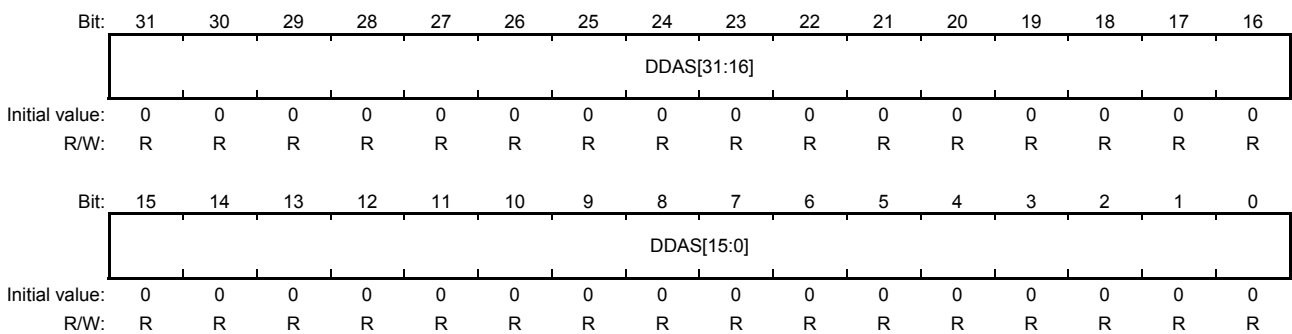 Bit: 31 30 29 28 27 26 25 24 23 22 21 20 19 18 17 16
DDAS[31:16]
Initial value: 0 0 0 0 0 0 0 0 0 0 0 0 0 0 0 0
R/W: R R R R R R R R R R R R R R R R
Bit: 15 14 13 12 11 10 9 8 7 6 5 4 3 2 1 0
DDAS[15:0]
Initial value: 0 0 0 0 0 0 0 0 0 0 0 0 0 0 0 0
R/W: R R R R R R R R R R R R R R R R